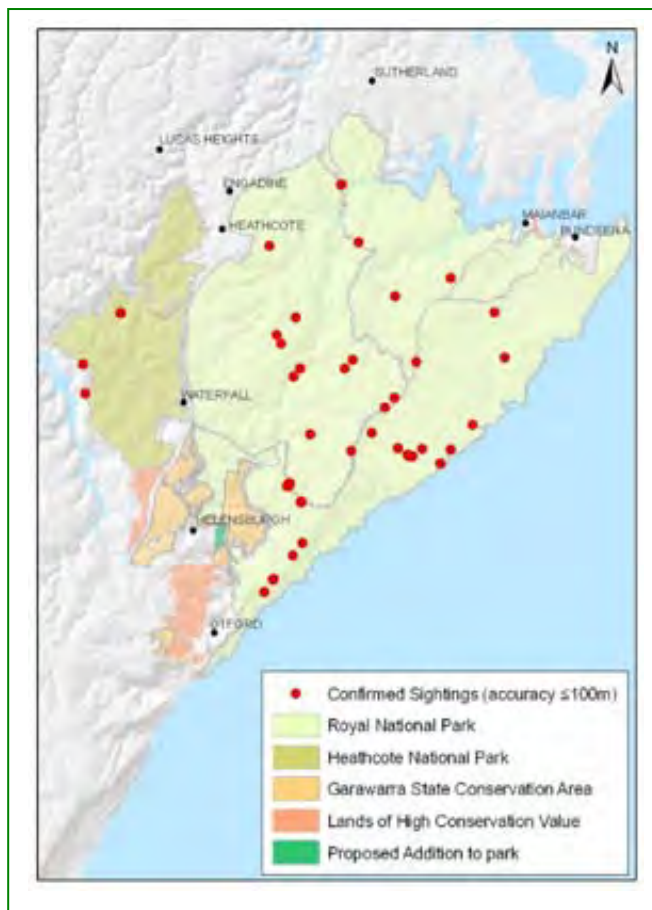 N
SUTHERLAND
LUCAS HEIGHTS
ENGADINE
HEATHCOTE
MAIANBAR
BUNDEENA
WATERFALL
HELENSBURGH
OTFORD
Confirmed Sightings (accuracy ≤100m)
Royal National Park
Heathcote National Park
Garawarra State Conservation Area
Lands of High Conservation Value
Proposed Addition to park